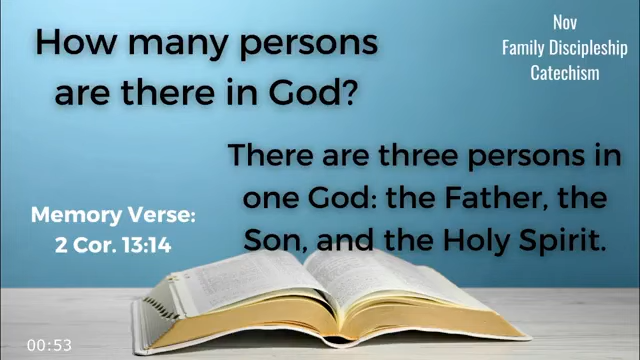 How many persons
are there in God?
Nov
Family Discipleship
Catechism
There are three persons in
one God: the Father, the
Son, and the Holy Spirit.
Memory Verse:
2 Cor. 13:14
00:53